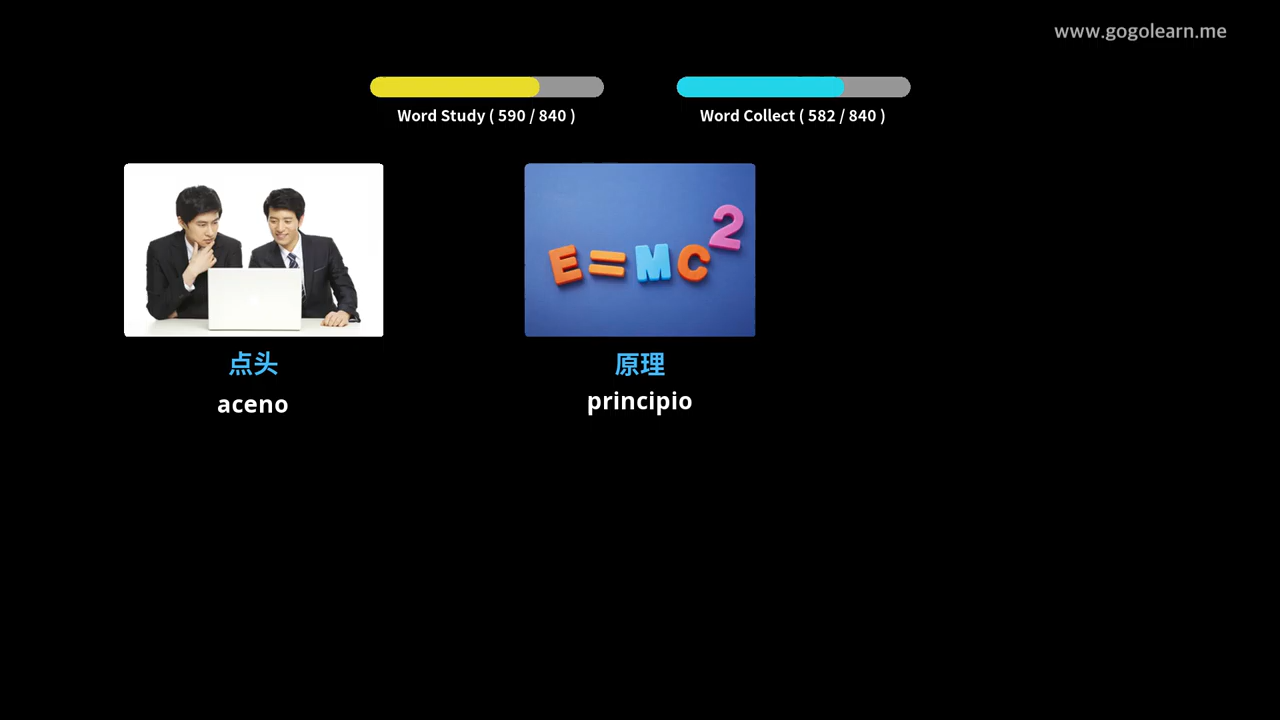 www.gogolearn.me
Word Study ( 590 / 840 )
Word Collect ( 582 / 840 )
E=MC2
点头
aceno
原理
principio